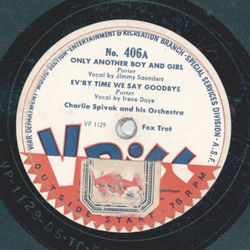 WAR DEPARTMENT MUSIC SECTION - ENTERTAINMENT & RECREATION BRANCH - SPECIAL SERVICES DIVISION - A.S.F.
No. 406A
ONLY ANOTHER BOY AND GIRL
Porter
Vocal by Jimmy Saunders
EV'RY TIME WE SAY GOODBYE
Porter
Vocal by Irene Daye
Charlie Spivak and his Orchestra
VP 1129
Fox Trot
V Disc
OUTSIDE START - 78 RPM